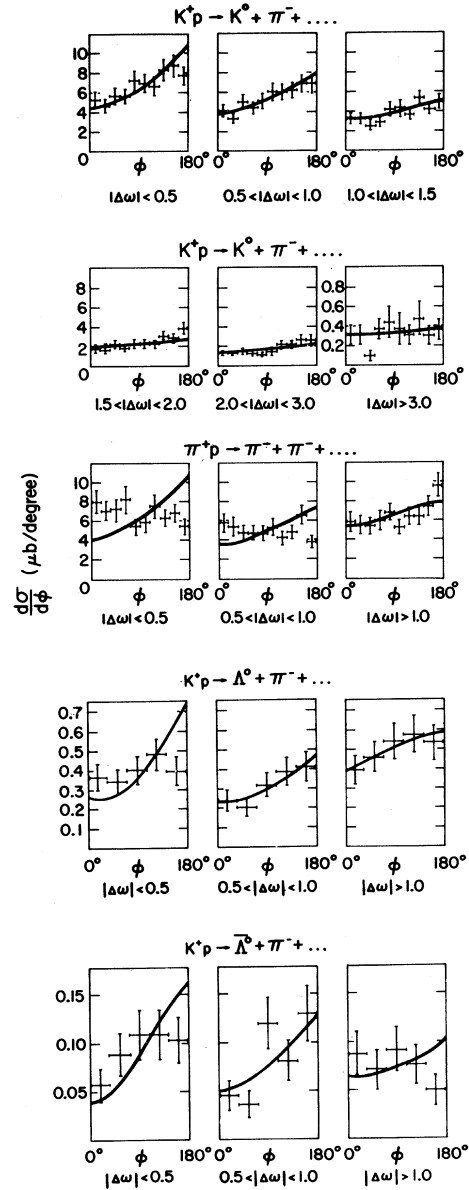 K⁺p → K⁰ + π⁻ + ....
10
8
6
4
2
0 ϕ 180° 0° ϕ 180° 0° ϕ 180°
|Δω| < 0.5 0.5 < |Δω| < 1.0 1.0 < |Δω| < 1.5
K⁺p → K⁰ + π⁻ + ....
8 0.8
6 0.6
4 0.4
2 0.2
0° ϕ 180° 0° ϕ 180° 0° ϕ 180°
1.5 < |Δω| < 2.0 2.0 < |Δω| < 3.0 |Δω| > 3.0
π⁺p → π⁻ + π⁻ + ....
10
8
6
4
2
0° ϕ 180° 0° ϕ 180° 0° ϕ 180°
|Δω| < 0.5 0.5 < |Δω| < 1.0 |Δω| > 1.0
dσ/dϕ (μb/degree)
K⁺p → Λ⁰ + π⁻ + ...
0.7
0.6
0.5
0.4
0.3
0.2
0.1
0° ϕ 180° 0° ϕ 180° 0° ϕ 180°
|Δω| < 0.5 0.5 < |Δω| < 1.0 |Δω| > 1.0
K⁺p → Λ̅⁰ + π⁻ + ...
0.15
0.10
0.05
0° ϕ 180° 0° ϕ 180° 0° ϕ 180°
|Δω| < 0.5 0.5 < |Δω| < 1.0 |Δω| > 1.0